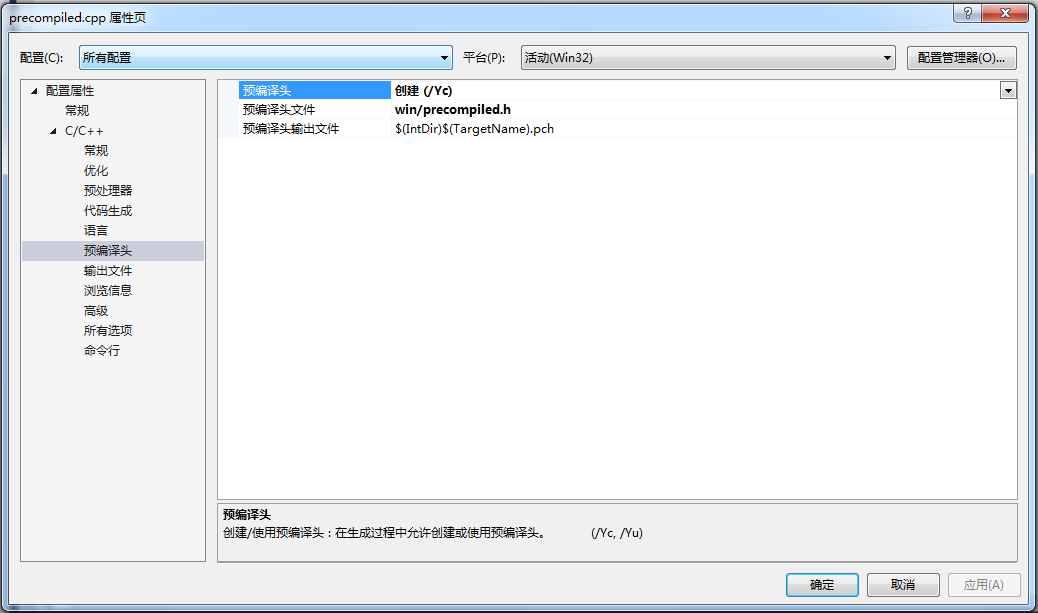 precompiled.cpp 属性页
配置(C): 所有配置 平台(P): 活动(Win32) 配置管理器(O)...
配置属性
常规
C/C++
常规
优化
预处理器
代码生成
语言
预编译头
输出文件
浏览信息
高级
所有选项
命令行
预编译头 创建 (/Yc)
预编译头文件 win/precompiled.h
预编译头输出文件 $(IntDir)$(TargetName).pch
预编译头
创建/使用预编译头：在生成过程中允许创建或使用预编译头。 (/Yc, /Yu)
确定 取消 应用(A)